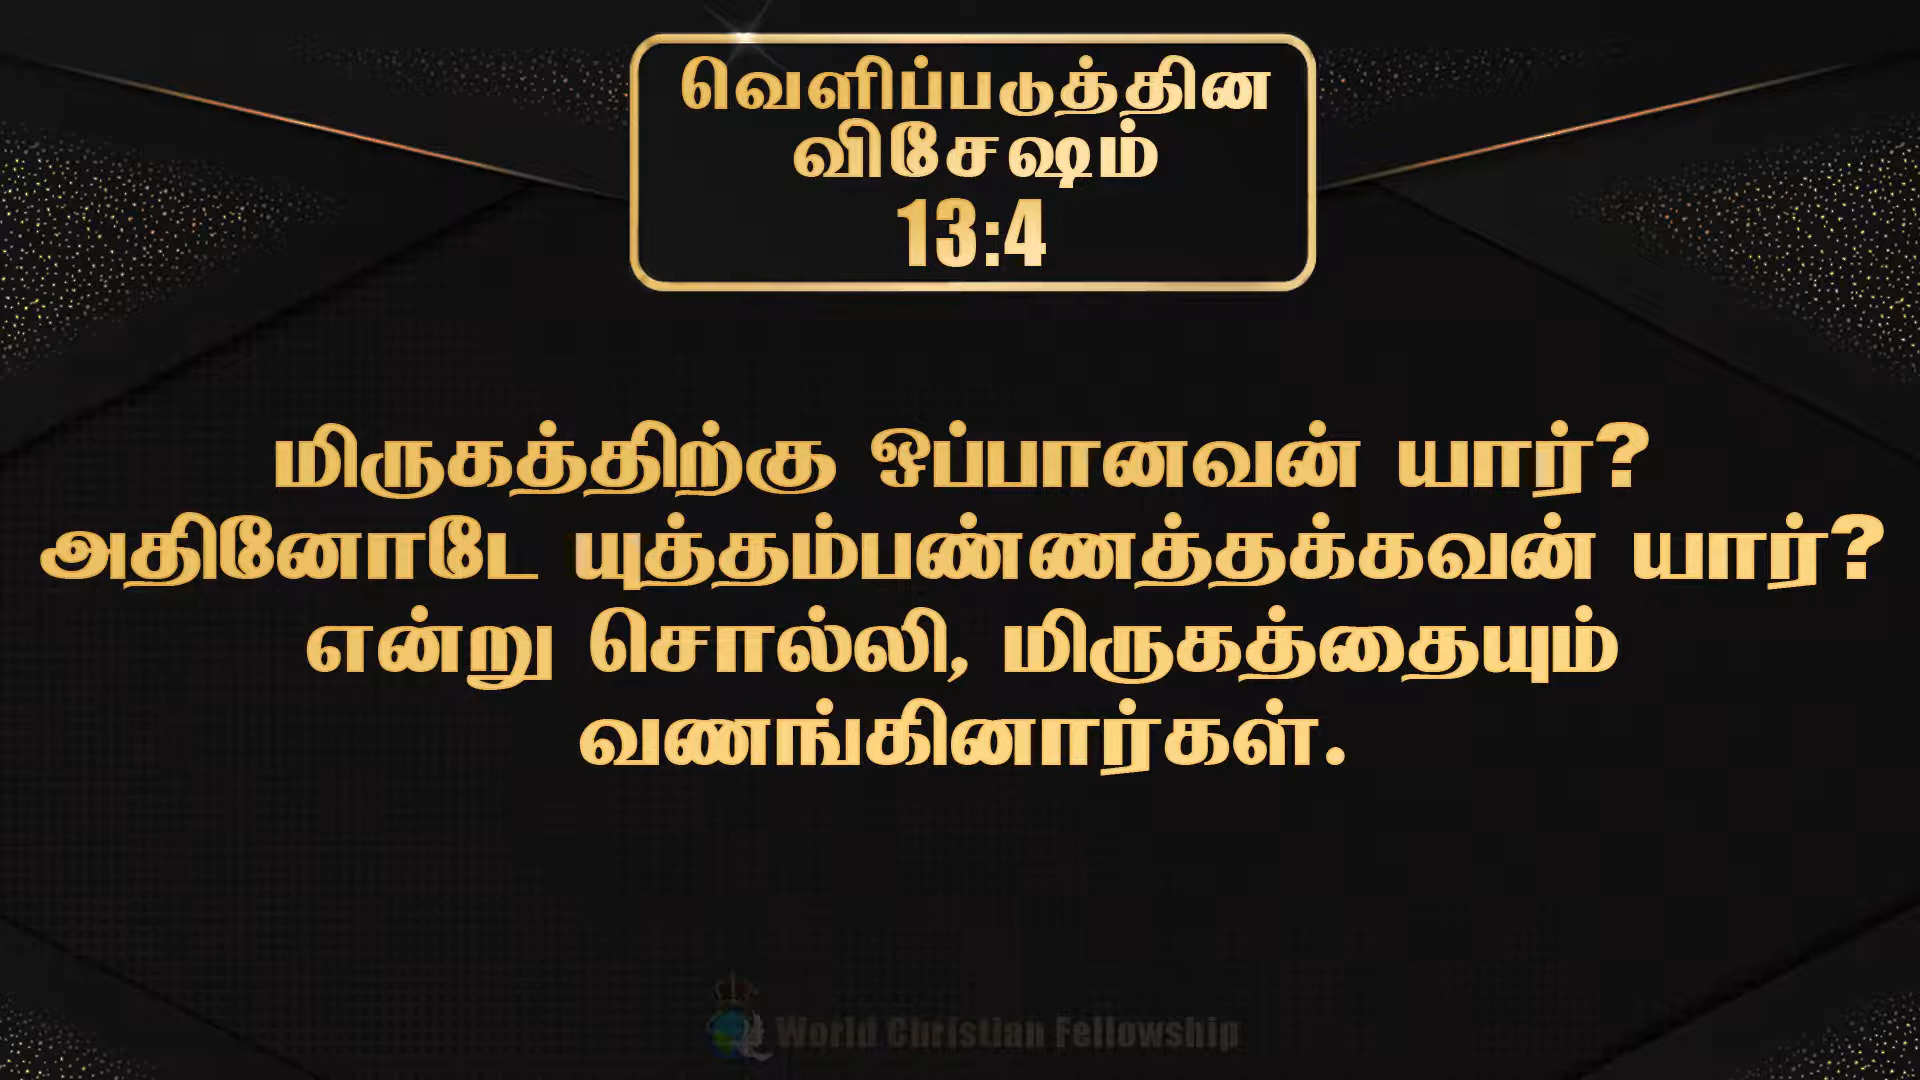 வெளிப்படுத்தின
விசேஷம்
13:4
மிருகத்திற்கு ஒப்பானவன் யார்?
அதினோடே யுத்தம்பண்ணத்தக்கவன் யார்?
என்று சொல்லி, மிருகத்தையும்
வணங்கினார்கள்.
World Christian Fellowship